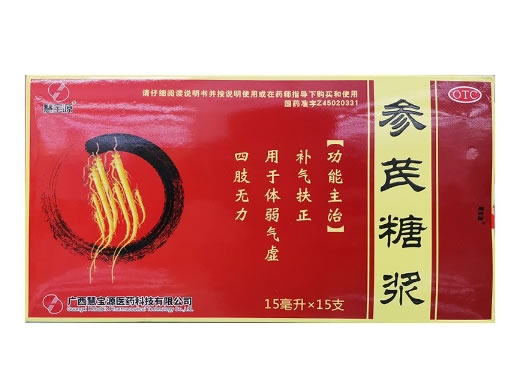 慧宝源
请仔细阅读说明书并按说明使用或在药师指导下购买和使用
国药准字Z45020331
OTC
参芪糖浆
【功能主治】
补气扶正
用于体弱气虚
四肢无力
广西慧宝源医药科技有限公司
15毫升×15支